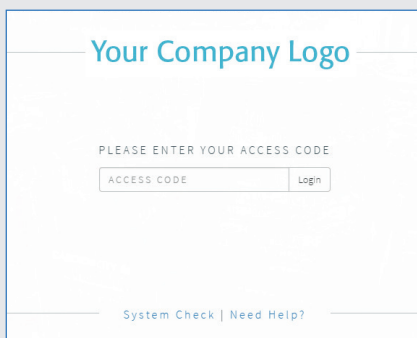 Your Company Logo
PLEASE ENTER YOUR ACCESS CODE
ACCESS CODE Login
System Check | Need Help?